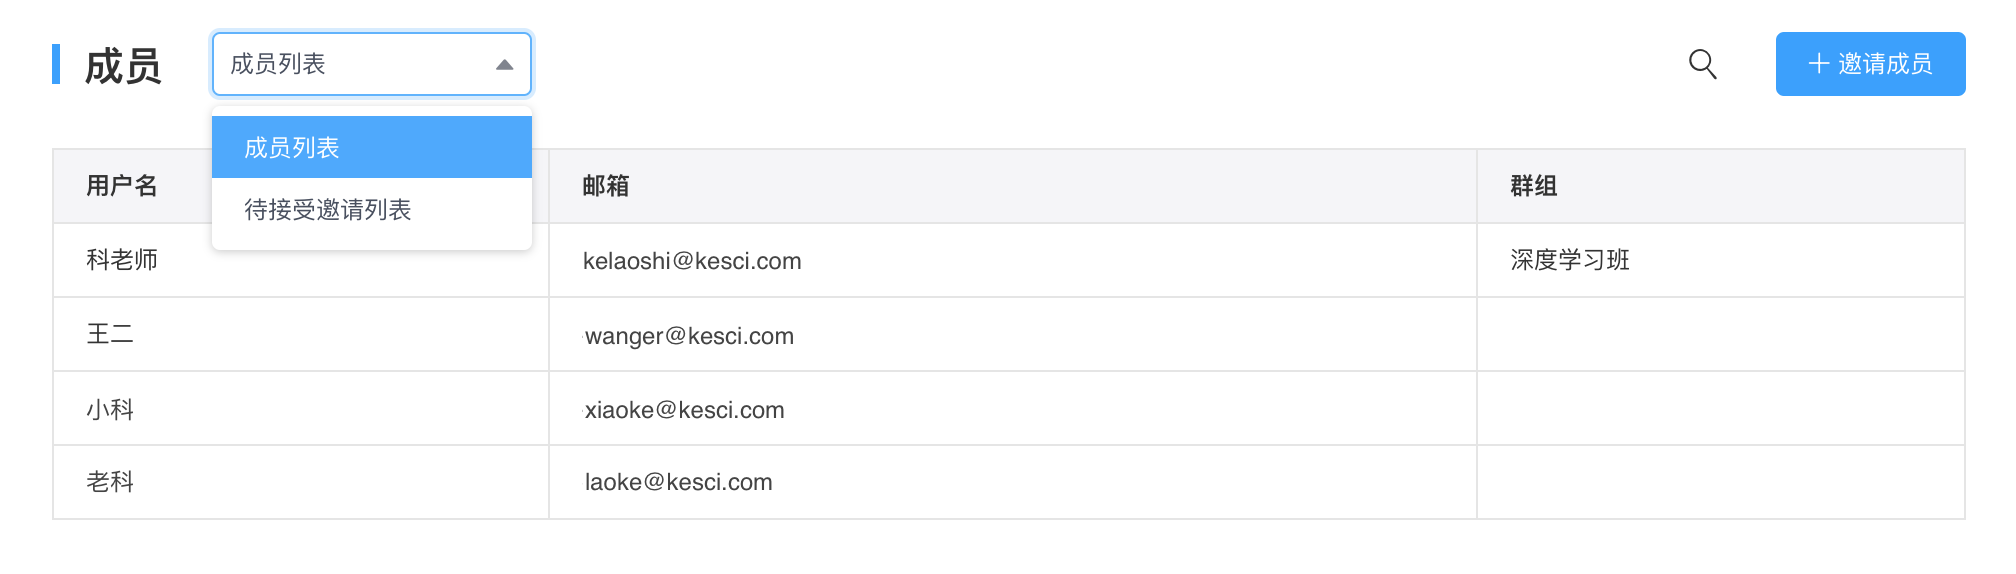 成员
成员列表
邀请成员
成员列表
待接受邀请列表
用户名 邮箱 群组
科老师 kelaoshi@kesci.com 深度学习班
王二 wanger@kesci.com
小科 xiaoke@kesci.com
老科 laoke@kesci.com